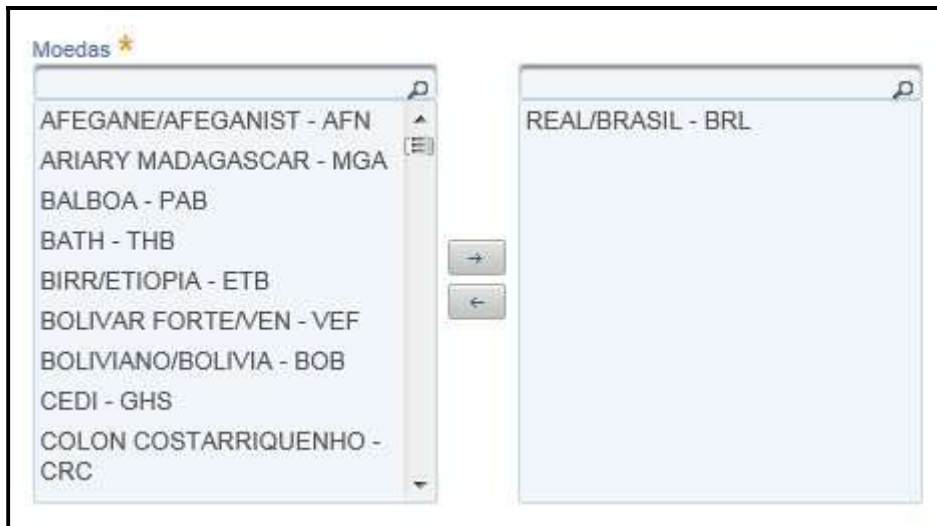 Moedas *
AFEGANE/AFEGANIST - AFN
ARIARY MADAGASCAR - MGA
BALBOA - PAB
BATH - THB
BIRR/ETIOPIA - ETB
BOLIVAR FORTE/VEN - VEF
BOLIVIANO/BOLIVIA - BOB
CEDI - GHS
COLON COSTARRIQUENHO -
CRC
REAL/BRASIL - BRL